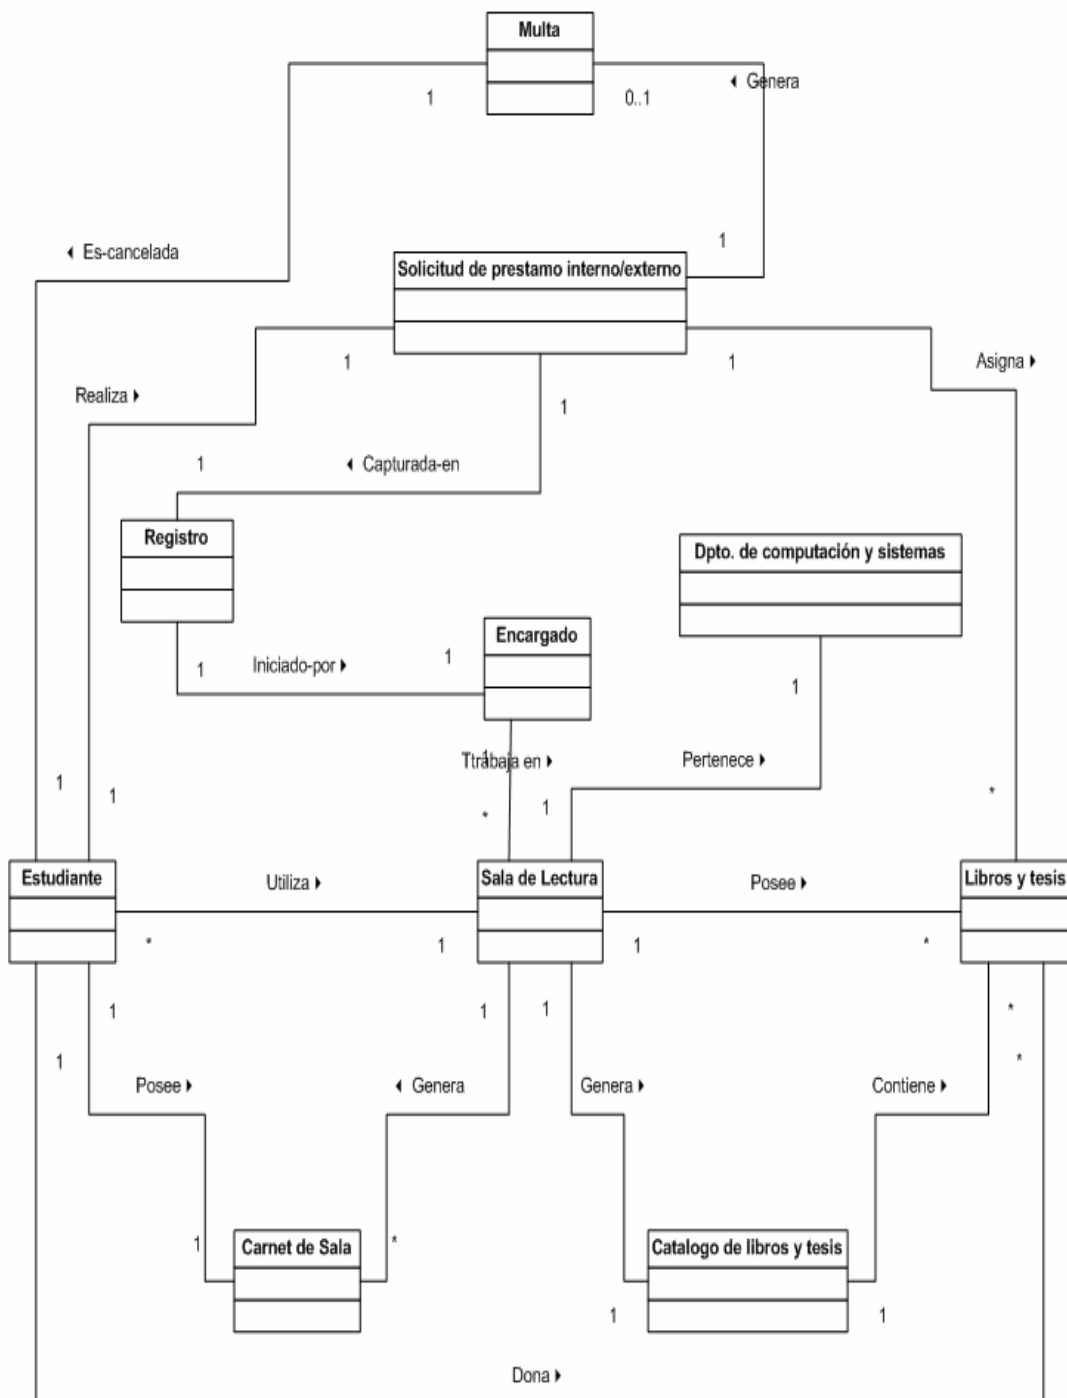 Multa
◄ Genera
1
0..1
◄ Es-cancelada
1
Solicitud de prestamo interno/externo
1
1
Asigna ►
Realiza ►
1
1
◄ Capturada-en
Registro
Dpto. de computación y sistemas
Encargado
1
Iniciado-por ►
1
1
1
Ttrabaja en ►
Pertenece ►
1
1
*
*
1
Estudiante
Utiliza ►
Sala de Lectura
Posee ►
Libros y tesis
*
1
1
*
1
1
1
*
1
*
Posee ►
◄ Genera
Genera ►
Contiene ►
1
Carnet de Sala
*
Catalogo de libros y tesis
1
1
Dona ►